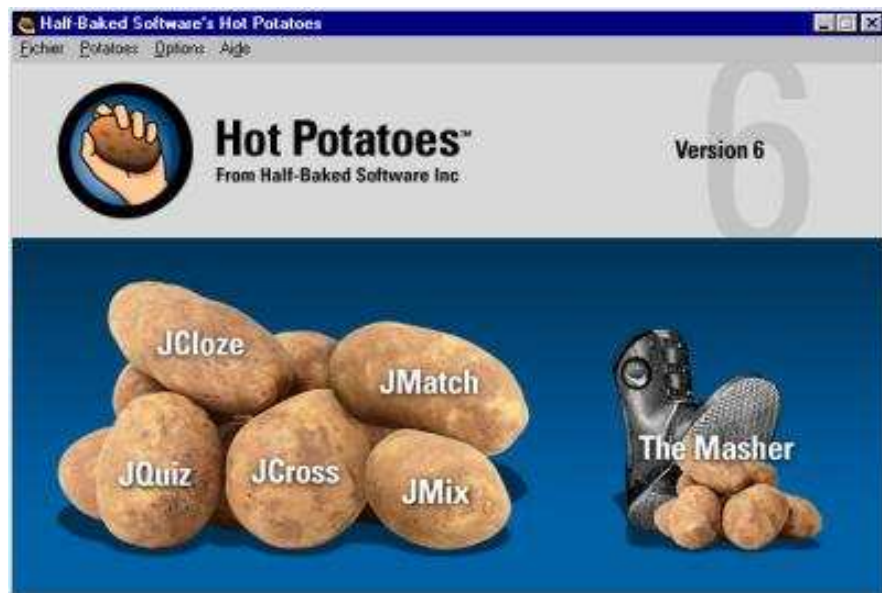 Half-Baked Software's Hot Potatoes
Fichier Potatoes Options Aide
Hot Potatoes™
From Half-Baked Software Inc
Version 6
6
JCloze
JMatch
JQuiz
JCross
JMix
The Masher